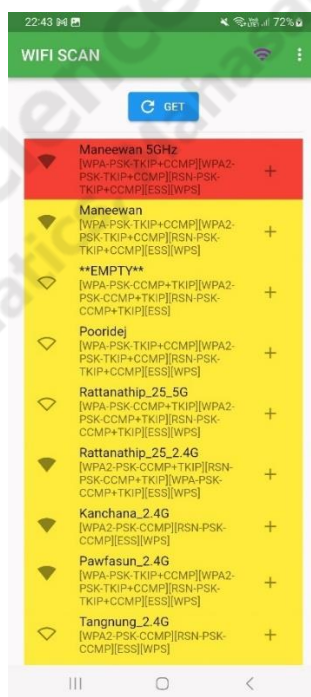 22:43
72%
WIFI SCAN
GET
Maneewan 5GHz
[WPA-PSK-TKIP+CCMP][WPA2-
PSK-TKIP+CCMP][RSN-PSK-
TKIP+CCMP][ESS][WPS]
Maneewan
[WPA-PSK-TKIP+CCMP][WPA2-
PSK-TKIP+CCMP][RSN-PSK-
TKIP+CCMP][ESS][WPS]
**EMPTY**
[WPA-PSK-CCMP+TKIP][WPA2-
PSK-CCMP+TKIP][RSN-PSK-
CCMP+TKIP][ESS]
Pooridej
[WPA-PSK-TKIP+CCMP][WPA2-
PSK-TKIP+CCMP][RSN-PSK-
TKIP+CCMP][ESS][WPS]
Rattanathip_25_5G
[WPA-PSK-CCMP+TKIP][WPA2-
PSK-CCMP+TKIP][RSN-PSK-
CCMP+TKIP][ESS][WPS]
Rattanathip_25_2.4G
[WPA2-PSK-CCMP+TKIP][RSN-
PSK-CCMP+TKIP][WPA-PSK-
CCMP+TKIP][ESS][WPS]
Kanchana_2.4G
[WPA2-PSK-CCMP][RSN-PSK-
CCMP][ESS][WPS]
Pawfasun_2.4G
[WPA-PSK-TKIP+CCMP][WPA2-
PSK-TKIP+CCMP][RSN-PSK-
TKIP+CCMP][ESS][WPS]
Tangnung_2.4G
[WPA2-PSK-CCMP][RSN-PSK-
CCMP][ESS][WPS]